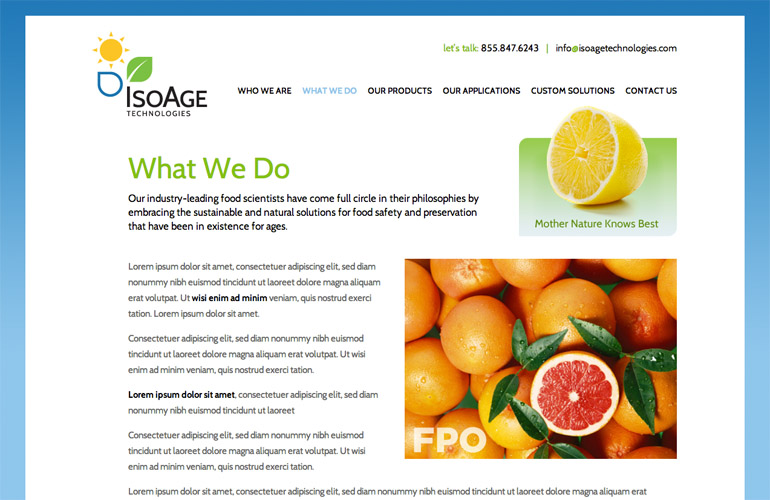 let's talk: 855.847.6243 | info@isoagetechnologies.com
ISOAGE
TECHNOLOGIES
WHO WE ARE WHAT WE DO OUR PRODUCTS OUR APPLICATIONS CUSTOM SOLUTIONS CONTACT US
What We Do
Our industry-leading food scientists have come full circle in their philosophies by
embracing the sustainable and natural solutions for food safety and preservation
that have been in existence for ages.
Mother Nature Knows Best
Lorem ipsum dolor sit amet, consectetuer adipiscing elit, sed diam
nonummy nibh euismod tincidunt ut laoreet dolore magna aliquam
erat volutpat. Ut wisi enim ad minim veniam, quis nostrud exerci
tation. Lorem ipsum dolor sit amet.
Consectetuer adipiscing elit, sed diam nonummy nibh euismod
tincidunt ut laoreet dolore magna aliquam erat volutpat. Ut wisi
enim ad minim veniam, quis nostrud exerci tation.
Lorem ipsum dolor sit amet, consectetuer adipiscing elit, sed diam
nonummy nibh euismod tincidunt ut laoreet
Consectetuer adipiscing elit, sed diam nonummy nibh euismod
tincidunt ut laoreet dolore magna aliquam erat volutpat. Ut wisi
enim ad minim veniam, quis nostrud exerci tation.
FPO
Lorem ipsum dolor sit amet, consectetuer adipiscing elit, sed diam nonummy nibh euismod tincidunt ut laoreet dolore magna aliquam erat